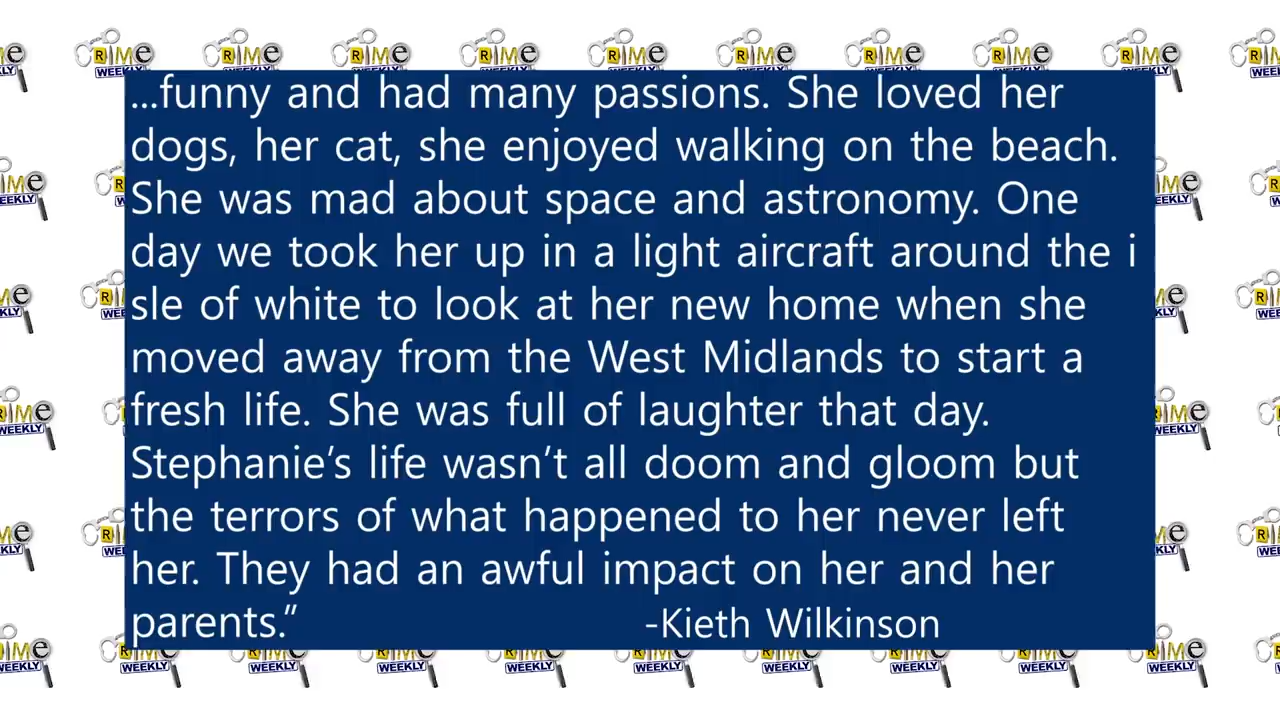 ...funny and had many passions. She loved her
dogs, her cat, she enjoyed walking on the beach.
She was mad about space and astronomy. One
day we took her up in a light aircraft around the i
sle of white to look at her new home when she
moved away from the West Midlands to start a
fresh life. She was full of laughter that day.
Stephanie’s life wasn’t all doom and gloom but
the terrors of what happened to her never left
her. They had an awful impact on her and her
parents.” -Kieth Wilkinson
CRIMe
WEEKLY